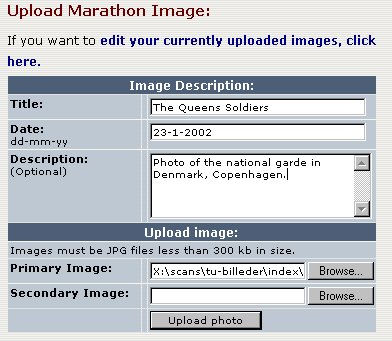 Upload Marathon Image:
If you want to edit your currently uploaded images, click
here.
Image Description:
Title: The Queens Soldiers
Date: 23-1-2002
dd-mm-yy
Description: Photo of the national garde in
(Optional) Denmark, Copenhagen.
Upload image:
Images must be JPG files less than 300 kb in size.
Primary Image: X:\scans\tu-billeder\index\ Browse...
Secondary Image: Browse...
Upload photo